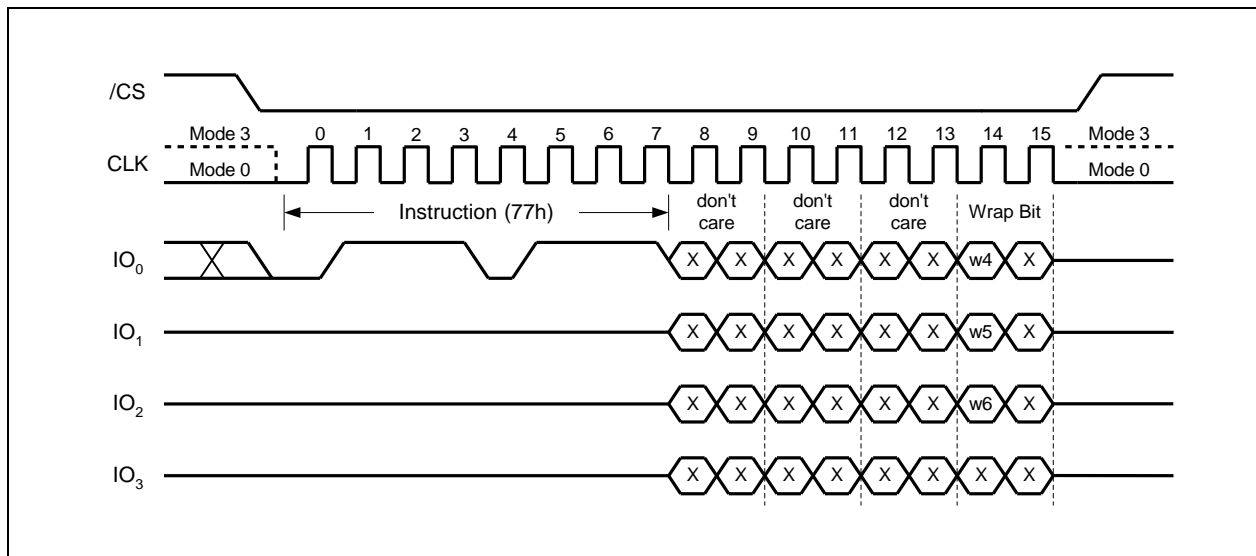 /CS
Mode 3 0 1 2 3 4 5 6 7 8 9 10 11 12 13 14 15 Mode 3
CLK
Mode 0 Mode 0
Instruction (77h) don't care don't care don't care Wrap Bit
IO0 X X X X X X w4 X
IO1 X X X X X X w5 X
IO2 X X X X X X w6 X
IO3 X X X X X X X X